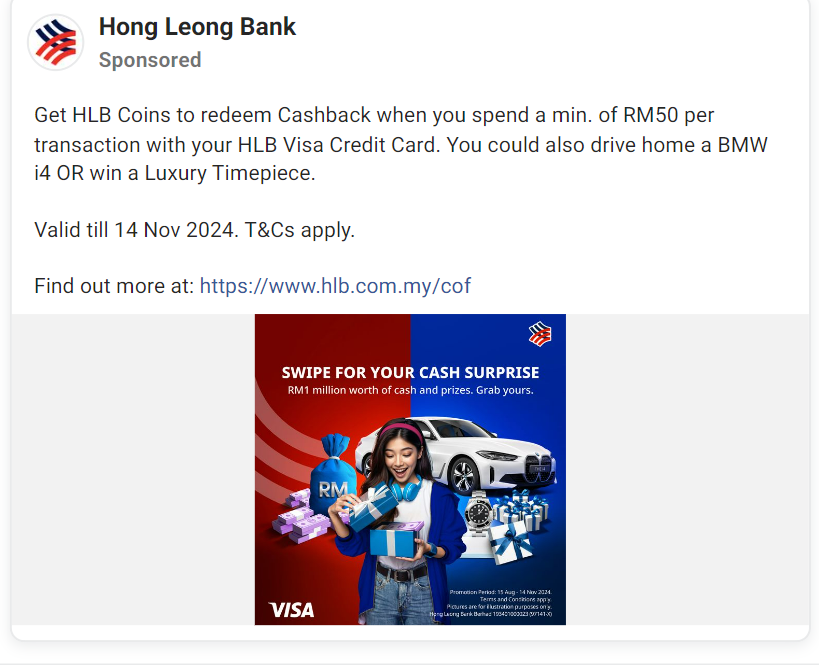 Hong Leong Bank
Sponsored
Get HLB Coins to redeem Cashback when you spend a min. of RM50 per
transaction with your HLB Visa Credit Card. You could also drive home a BMW
i4 OR win a Luxury Timepiece.
Valid till 14 Nov 2024. T&Cs apply.
Find out more at: https://www.hlb.com.my/cof
SWIPE FOR YOUR CASH SURPRISE
RM1 million worth of cash and prizes. Grab yours.
RM
VISA
Promotion Period: 15 Aug - 14 Nov 2024.
Terms and Conditions apply.
Pictures are for illustration purposes only.
Hong Leong Bank Berhad 193401000023 (97141-X)